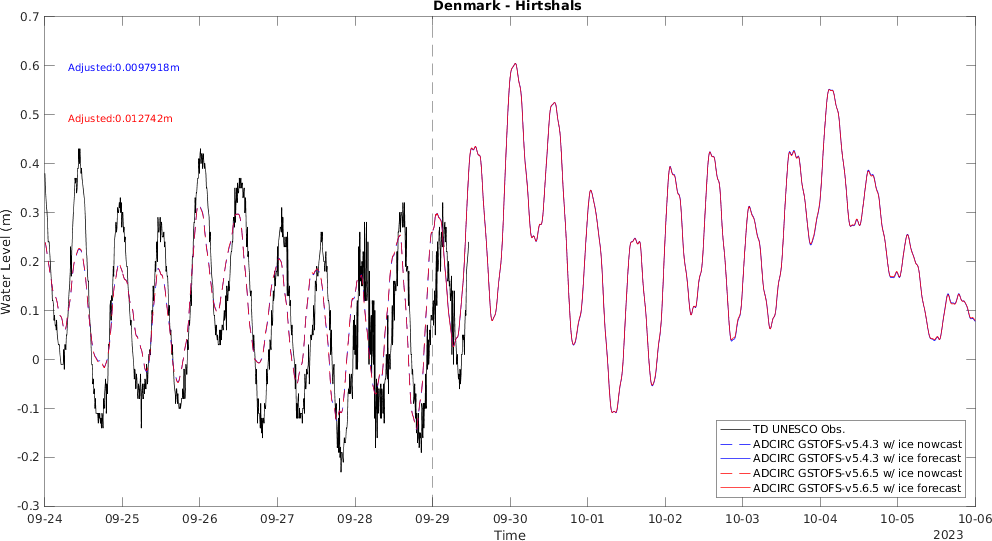 Denmark - Hirtshals
0.7
0.6
0.5
0.4
0.3
0.2
0.1
0
-0.1
-0.2
-0.3
Water Level (m)
Adjusted:0.0097918m
Adjusted:0.012742m
TD UNESCO Obs.
ADCIRC GSTOFS-v5.4.3 w/ ice nowcast
ADCIRC GSTOFS-v5.4.3 w/ ice forecast
ADCIRC GSTOFS-v5.6.5 w/ ice nowcast
ADCIRC GSTOFS-v5.6.5 w/ ice forecast
09-24 09-25 09-26 09-27 09-28 09-29 09-30 10-01 10-02 10-03 10-04 10-05 10-06
Time
2023